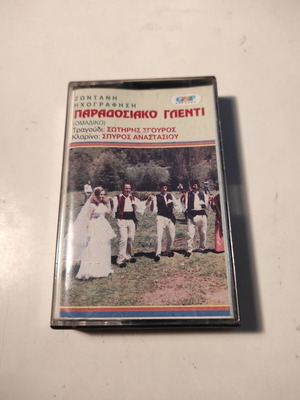 ΖΩΝΤΑΝΗ
ΗΧΟΓΡΑΦΗΣΗ
ΠΑΡΑΔΟΣΙΑΚΟ ΓΛΕΝΤΙ
(ΟΜΑΔΙΚΟ)
Τραγούδι: ΣΩΤΗΡΗΣ ΣΓΟΥΡΟΣ
Κλαρίνο: ΣΠΥΡΟΣ ΑΝΑΣΤΑΣΙΟΥ